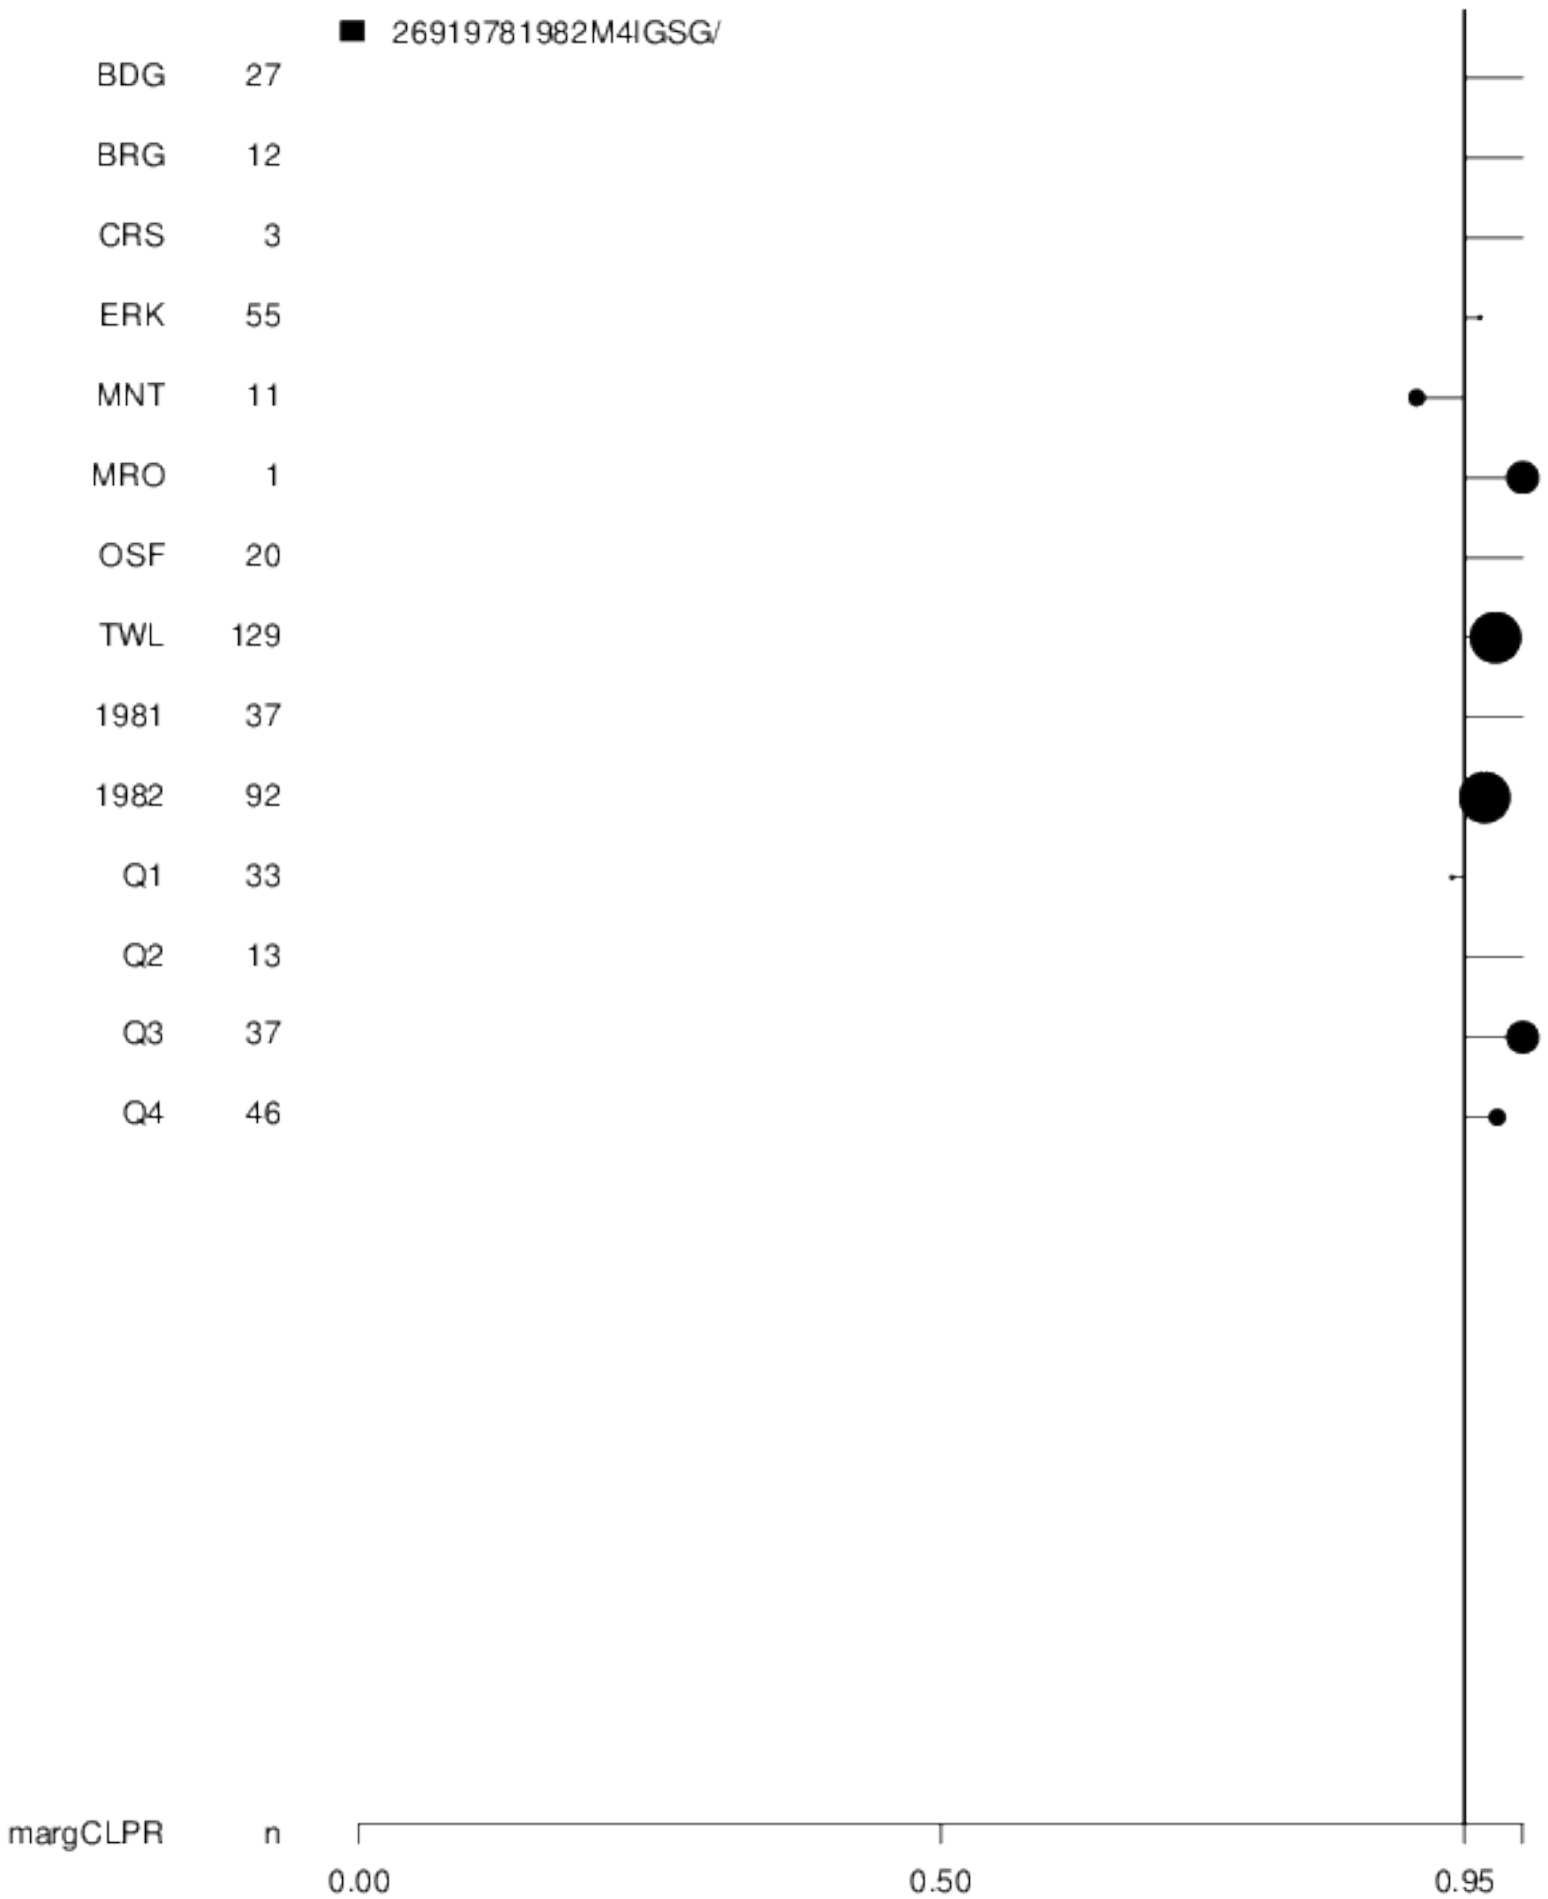 26919781982M4IGSG/
BDG 27
BRG 12
CRS 3
ERK 55
MNT 11
MRO 1
OSF 20
TWL 129
1981 37
1982 92
Q1 33
Q2 13
Q3 37
Q4 46
margCLPR n
0.00 0.50 0.95